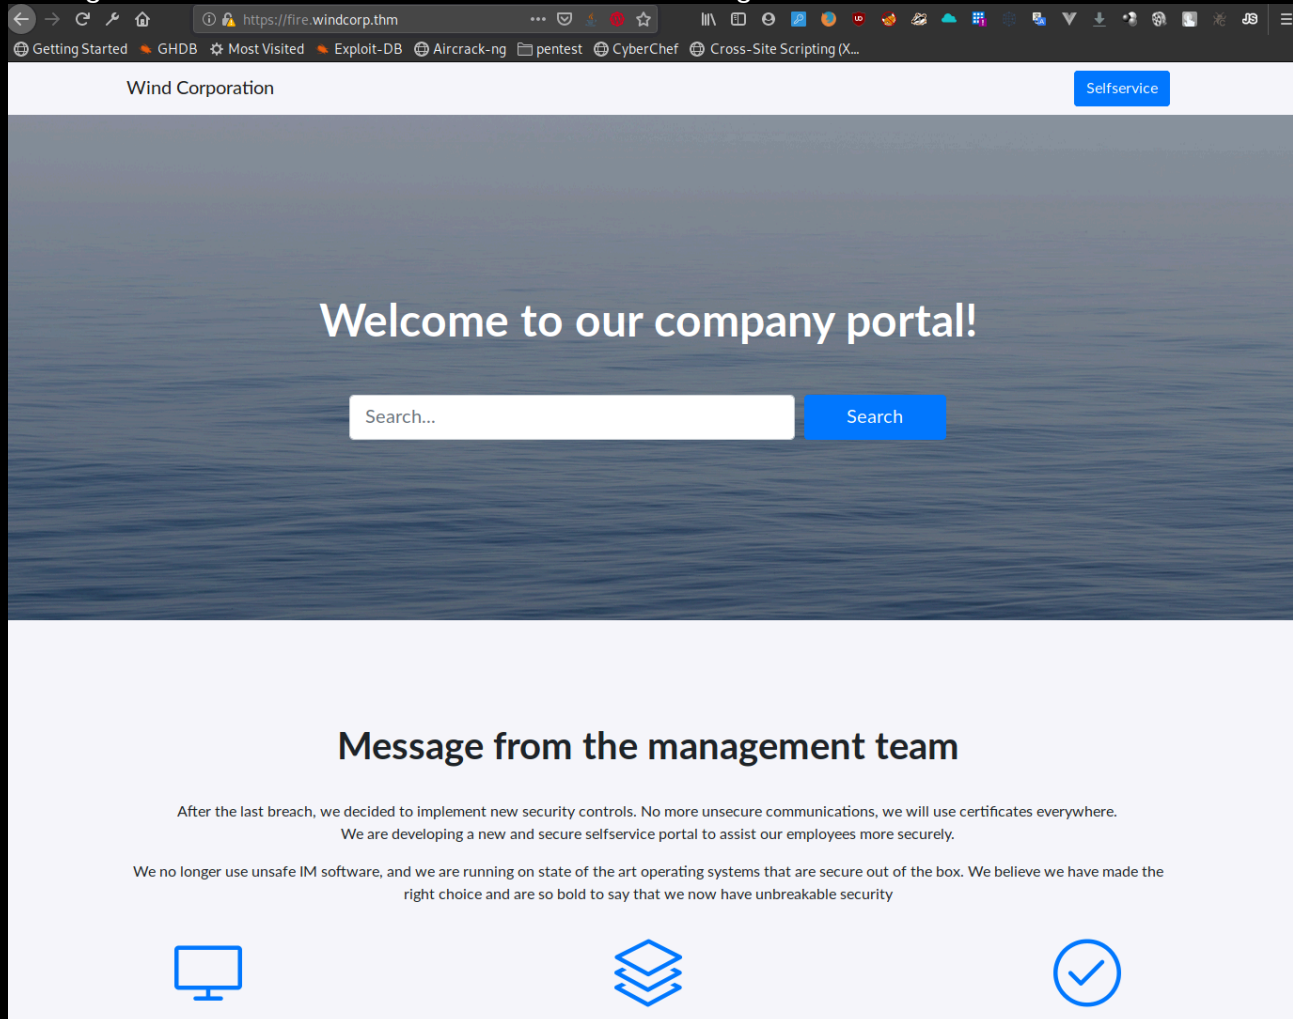 https://fire.windcorp.thm
Getting Started GHDB Most Visited Exploit-DB Aircrack-ng pentest CyberChef Cross-Site Scripting (X...
Wind Corporation Selfservice
Welcome to our company portal!
Search... Search
Message from the management team
After the last breach, we decided to implement new security controls. No more unsecure communications, we will use certificates everywhere.
We are developing a new and secure selfservice portal to assist our employees more securely.
We no longer use unsafe IM software, and we are running on state of the art operating systems that are secure out of the box. We believe we have made the
right choice and are so bold to say that we now have unbreakable security